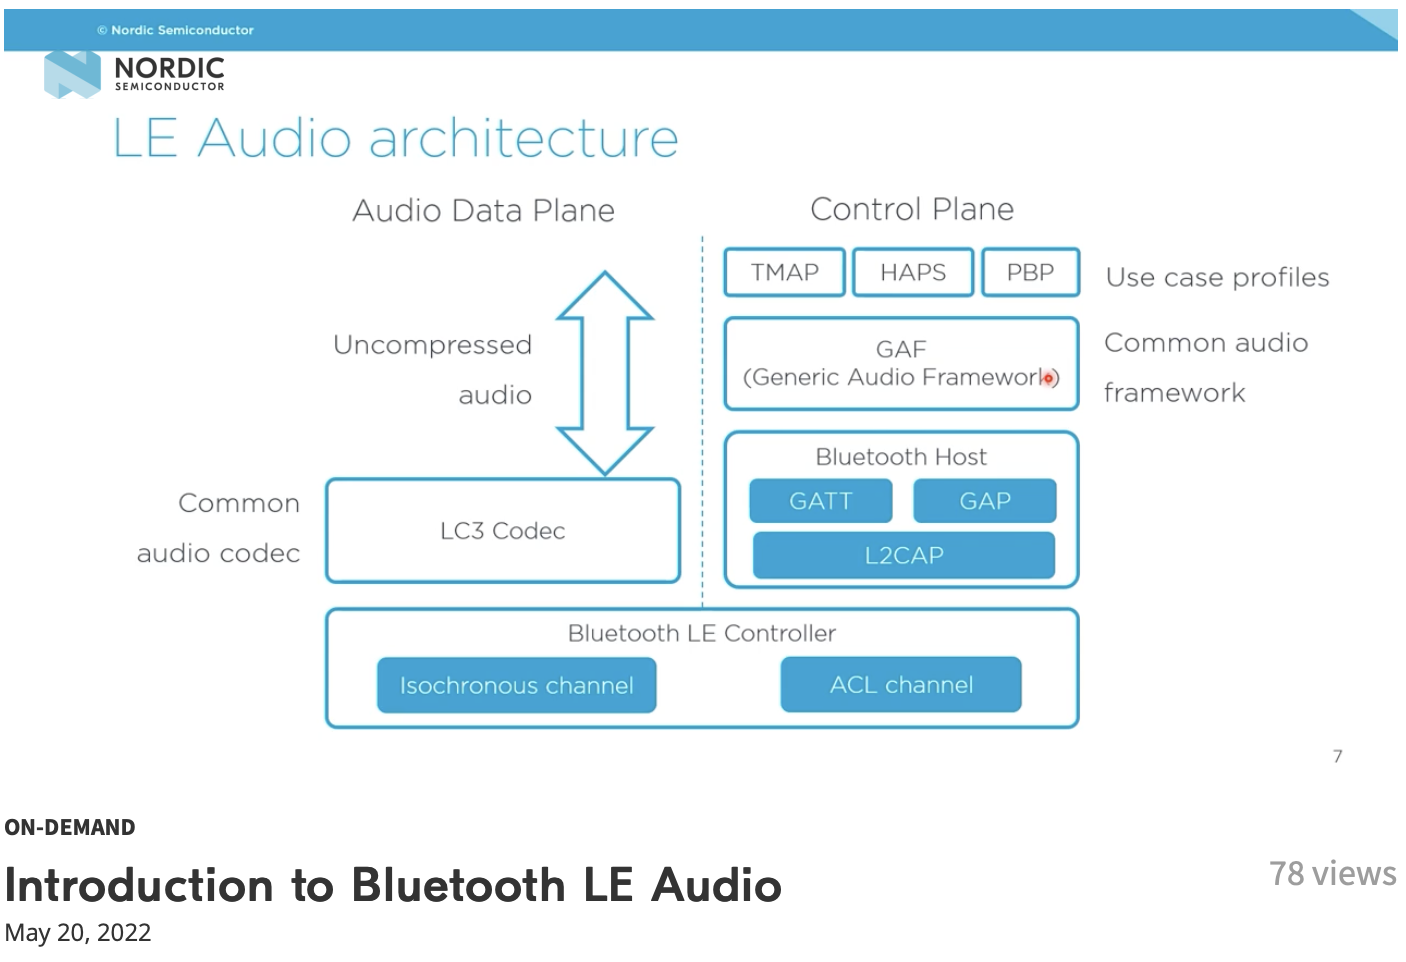 © Nordic Semiconductor
NORDIC
SEMICONDUCTOR
LE Audio architecture
Audio Data Plane
Control Plane
TMAP
HAPS
PBP
Use case profiles
Uncompressed
audio
GAF
(Generic Audio Framework)
Common audio
framework
Bluetooth Host
GATT
GAP
L2CAP
Common
audio codec
LC3 Codec
Bluetooth LE Controller
Isochronous channel
ACL channel
7
ON-DEMAND
Introduction to Bluetooth LE Audio
78 views
May 20, 2022